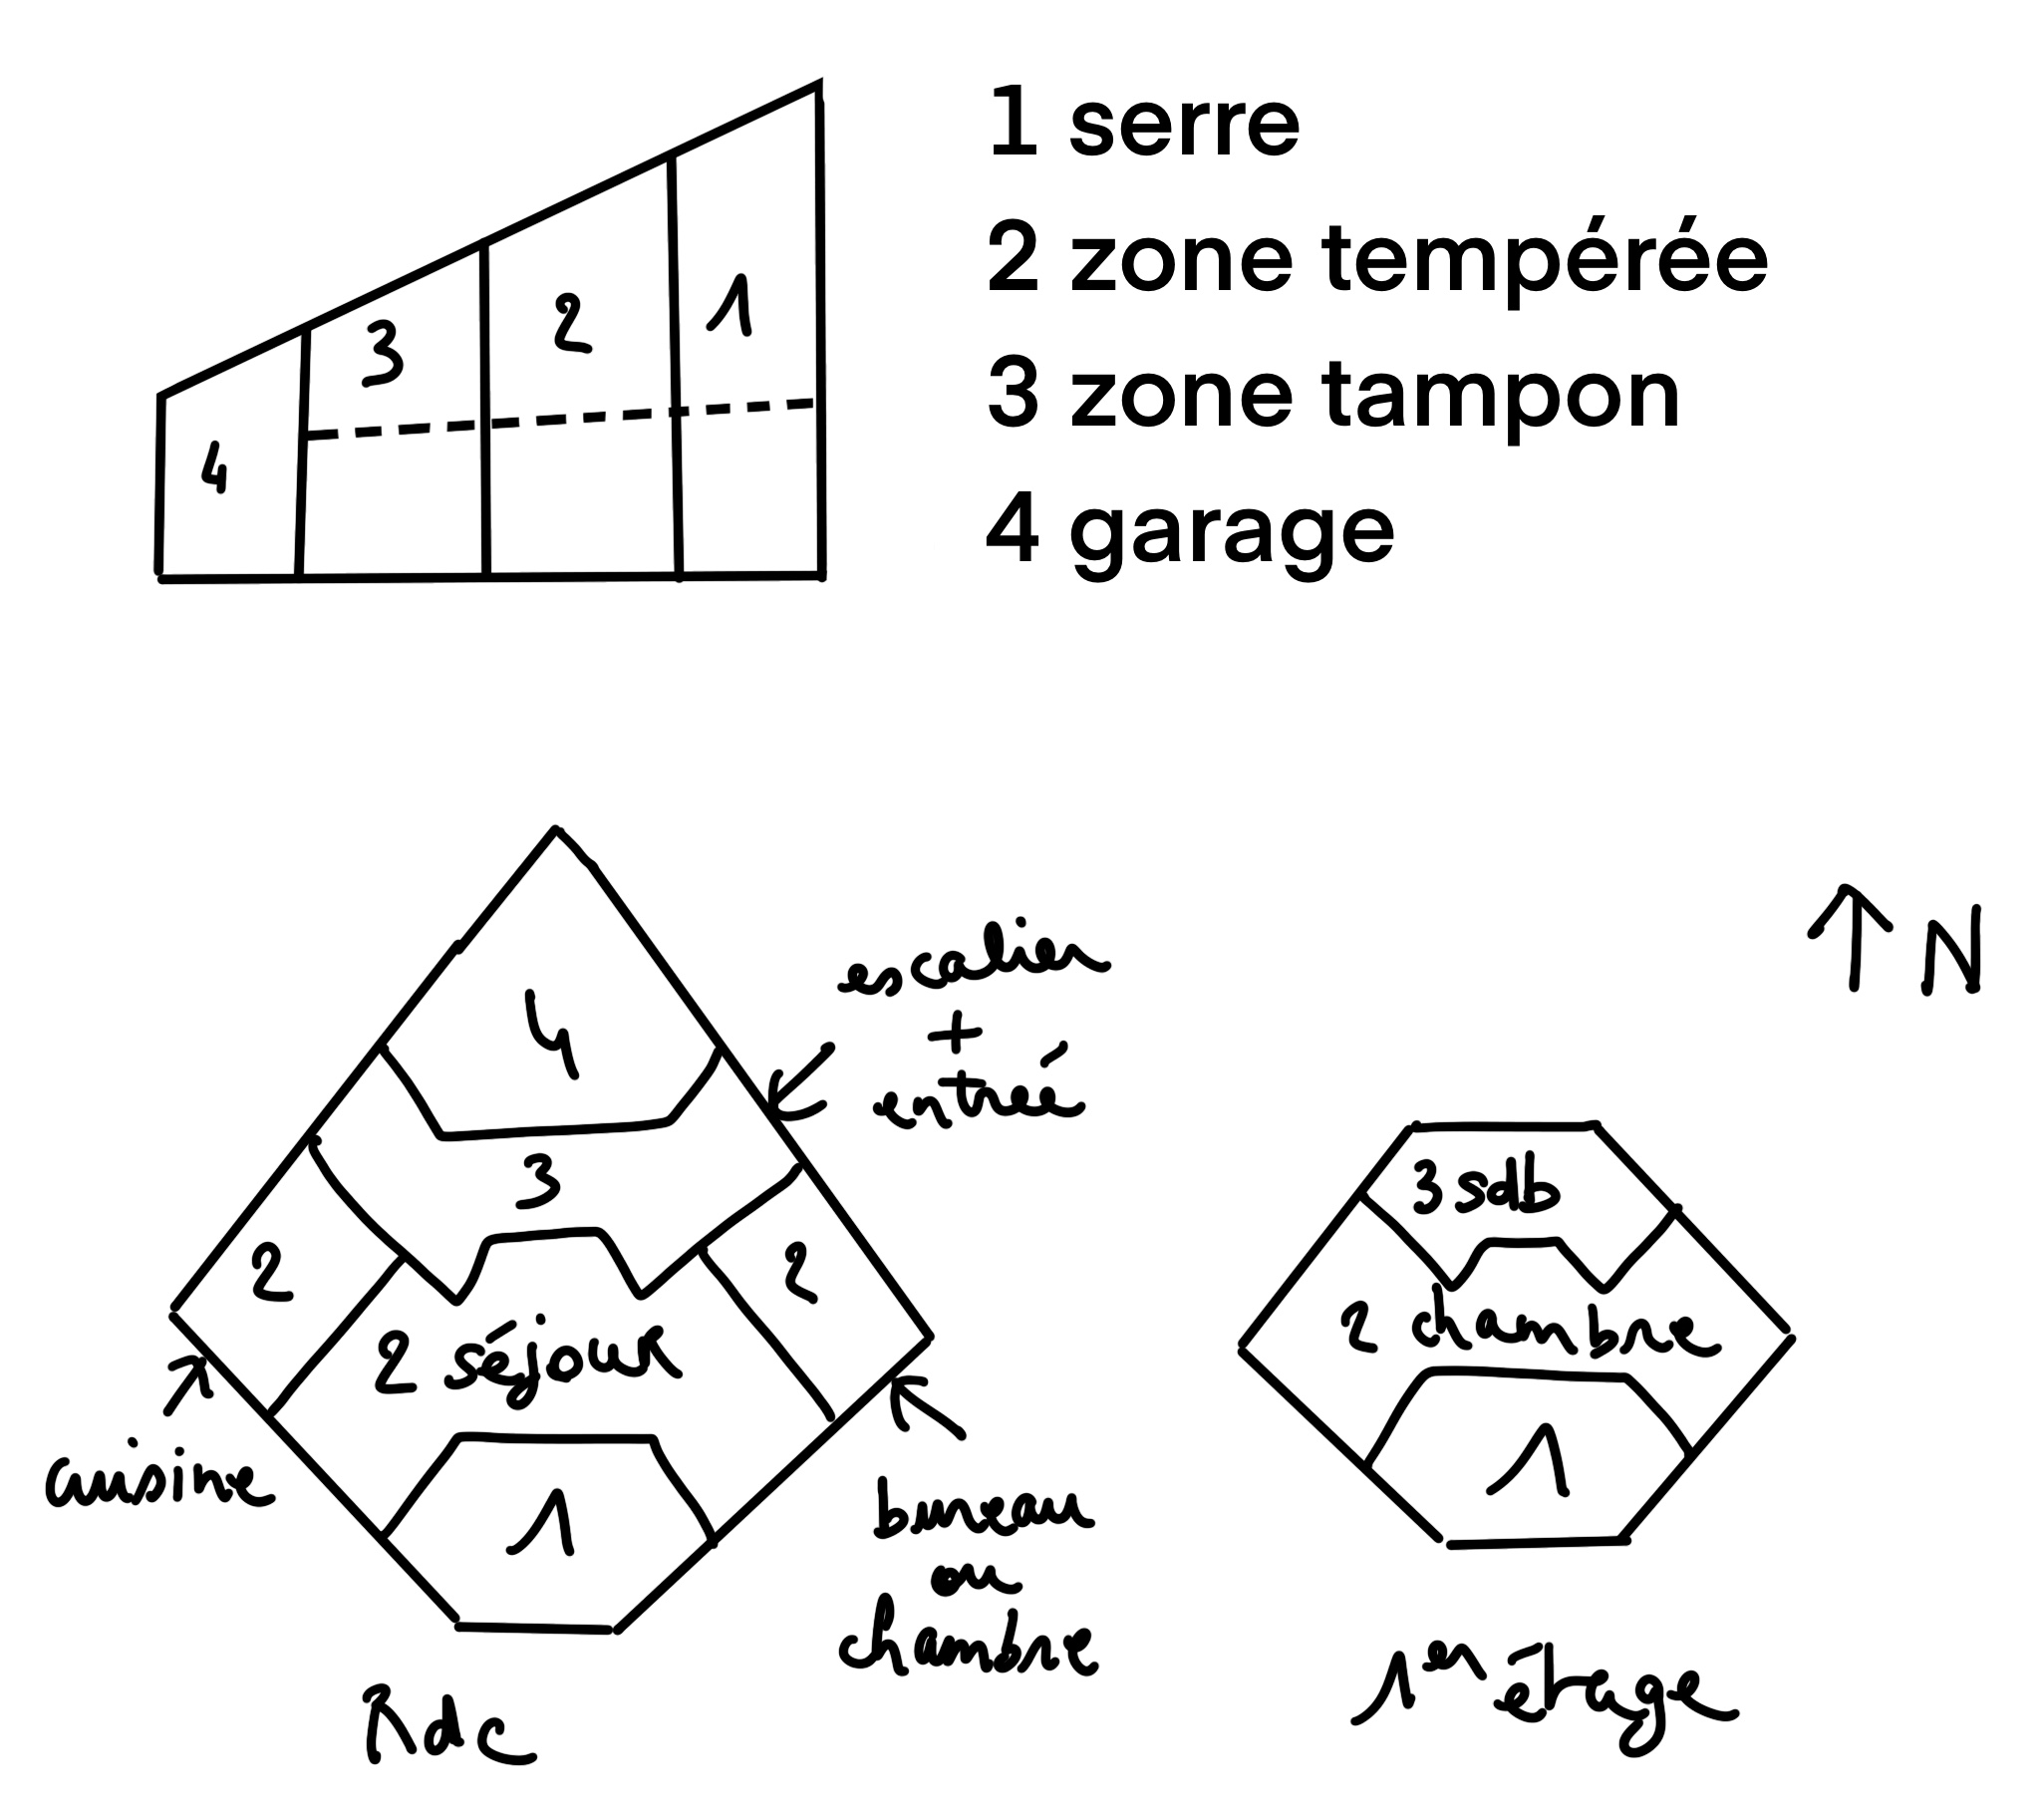 1 serre
2 zone tempérée
3 zone tampon
4 garage
4
3
2
1
escalier
+
entrée
N
4
3
2
2
2 séjour
1
cuisine
bureau
ou
chambre
Rdc
3 sdb
2 chambre
1
1er étage